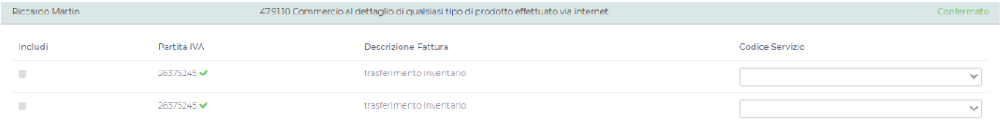 Riccardo Martin 47.91.10 Commercio al dettaglio di qualsiasi tipo di prodotto effettuato via internet Confermato
Includi Partita IVA Descrizione Fattura Codice Servizio
26375245 trasferimento inventario
26375245 trasferimento inventario